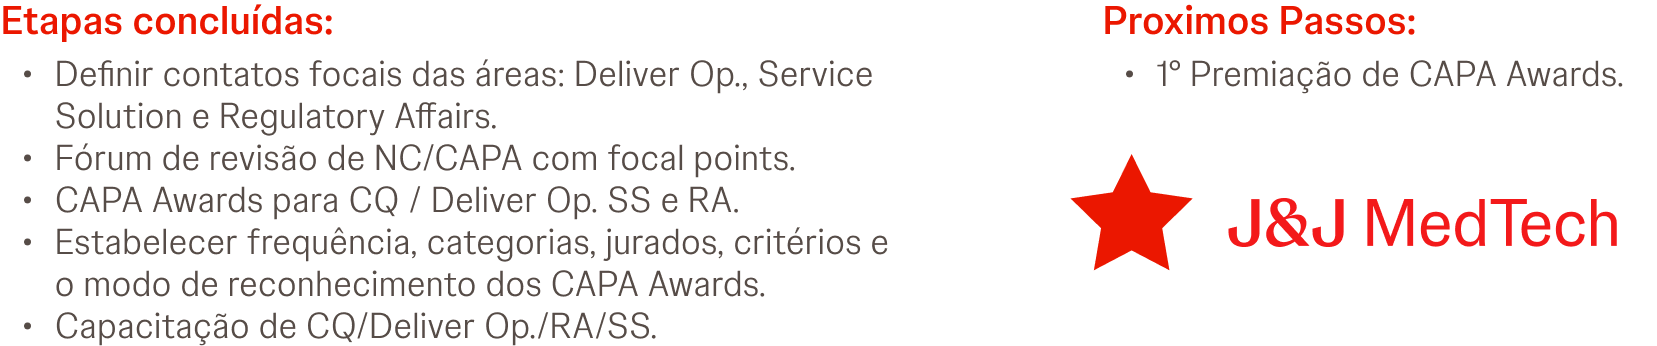 Etapas concluídas:
• Definir contatos focais das áreas: Deliver Op., Service
Solution e Regulatory Affairs.
• Fórum de revisão de NC/CAPA com focal points.
• CAPA Awards para CQ / Deliver Op. SS e RA.
• Estabelecer frequência, categorias, jurados, critérios e
o modo de reconhecimento dos CAPA Awards.
• Capacitação de CQ/Deliver Op./RA/SS.
Proximos Passos:
• 1° Premiação de CAPA Awards.
J&J MedTech